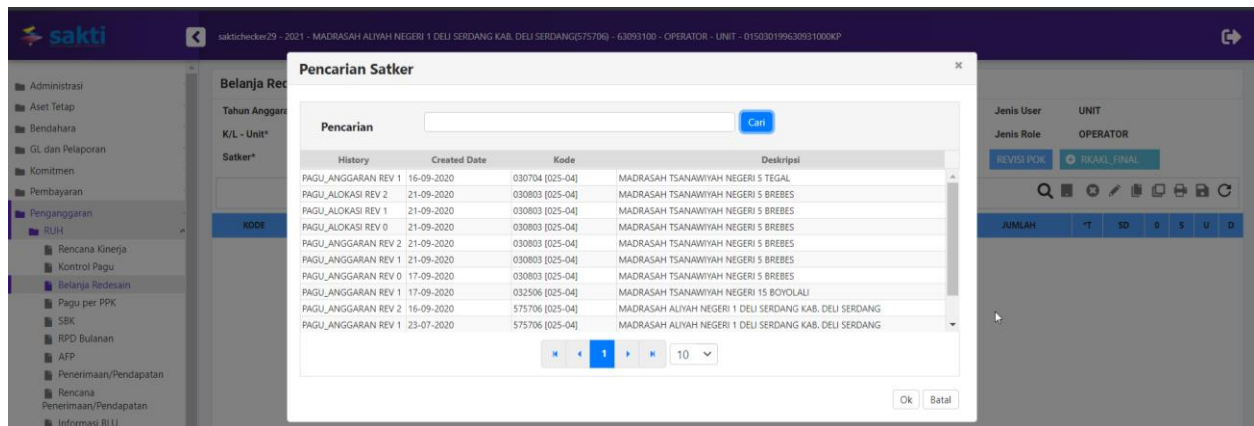 sakti
saktichecker29 - 2021 - MADRASAH ALIYAH NEGERI 1 DELI SERDANG KAB. DELI SERDANG(575706) - 63093100 - OPERATOR - UNIT - 015030199630931000KP
Administrasi
Aset Tetap
Bendahara
GL dan Pelaporan
Komitmen
Pembayaran
Penganggaran
RUH
Rencana Kinerja
Kontrol Pagu
Belanja Redesain
Pagu per PPK
SBK
RPD Bulanan
AFP
Penerimaan/Pendapatan
Rencana
Penerimaan/Pendapatan
Informasi BLU
Belanja Red
Tahun Anggara
K/L - Unit*
Satker*
KODE
Pencarian Satker ×
Pencarian Cari
History Created Date Kode Deskripsi
PAGU_ANGGARAN REV 1 16-09-2020 030704 [025-04] MADRASAH TSANAWIYAH NEGERI 5 TEGAL
PAGU_ALOKASI REV 2 21-09-2020 030803 [025-04] MADRASAH TSANAWIYAH NEGERI 5 BREBES
PAGU_ALOKASI REV 1 21-09-2020 030803 [025-04] MADRASAH TSANAWIYAH NEGERI 5 BREBES
PAGU_ALOKASI REV 0 21-09-2020 030803 [025-04] MADRASAH TSANAWIYAH NEGERI 5 BREBES
PAGU_ANGGARAN REV 2 21-09-2020 030803 [025-04] MADRASAH TSANAWIYAH NEGERI 5 BREBES
PAGU_ANGGARAN REV 1 21-09-2020 030803 [025-04] MADRASAH TSANAWIYAH NEGERI 5 BREBES
PAGU_ANGGARAN REV 0 17-09-2020 030803 [025-04] MADRASAH TSANAWIYAH NEGERI 5 BREBES
PAGU_ANGGARAN REV 1 17-09-2020 032506 [025-04] MADRASAH TSANAWIYAH NEGERI 15 BOYOLALI
PAGU_ANGGARAN REV 2 16-09-2020 575706 [025-04] MADRASAH ALIYAH NEGERI 1 DELI SERDANG KAB. DELI SERDANG
PAGU_ANGGARAN REV 1 23-07-2020 575706 [025-04] MADRASAH ALIYAH NEGERI 1 DELI SERDANG KAB. DELI SERDANG
1 10
Ok Batal
Jenis User UNIT
Jenis Role OPERATOR
REVISI POK RKAKL_FINAL
JUMLAH *T SD 0 S U D